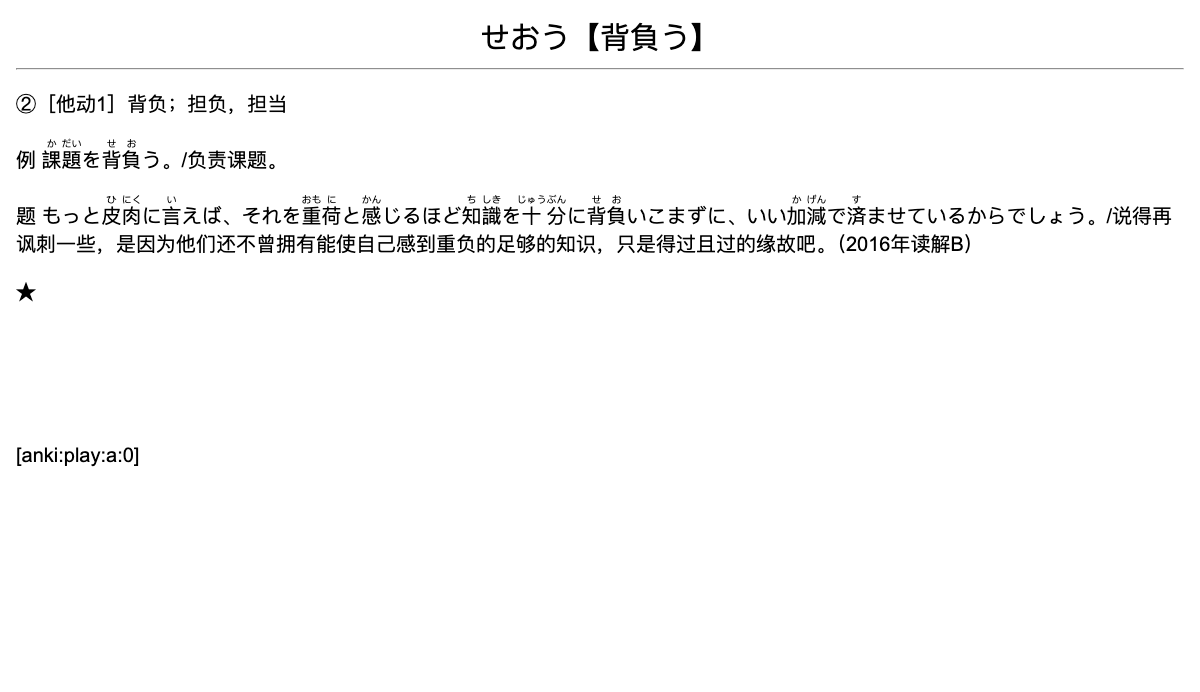 せおう【背負う】
②［他动1］背负；担负，担当
か だい せ お
例 課題を背負う。/负责课题。
ひ にく い おも に かん ち しき じゅうぶん せ お か げん す
题 もっと皮肉に言えば、それを重荷と感じるほど知識を十分に背負いこまずに、いい加減で済ませているからでしょう。/说得再
讽刺一些，是因为他们还不曾拥有能使自己感到重负的足够的知识，只是得过且过的缘故吧。（2016年读解B）
★
[anki:play:a:0]